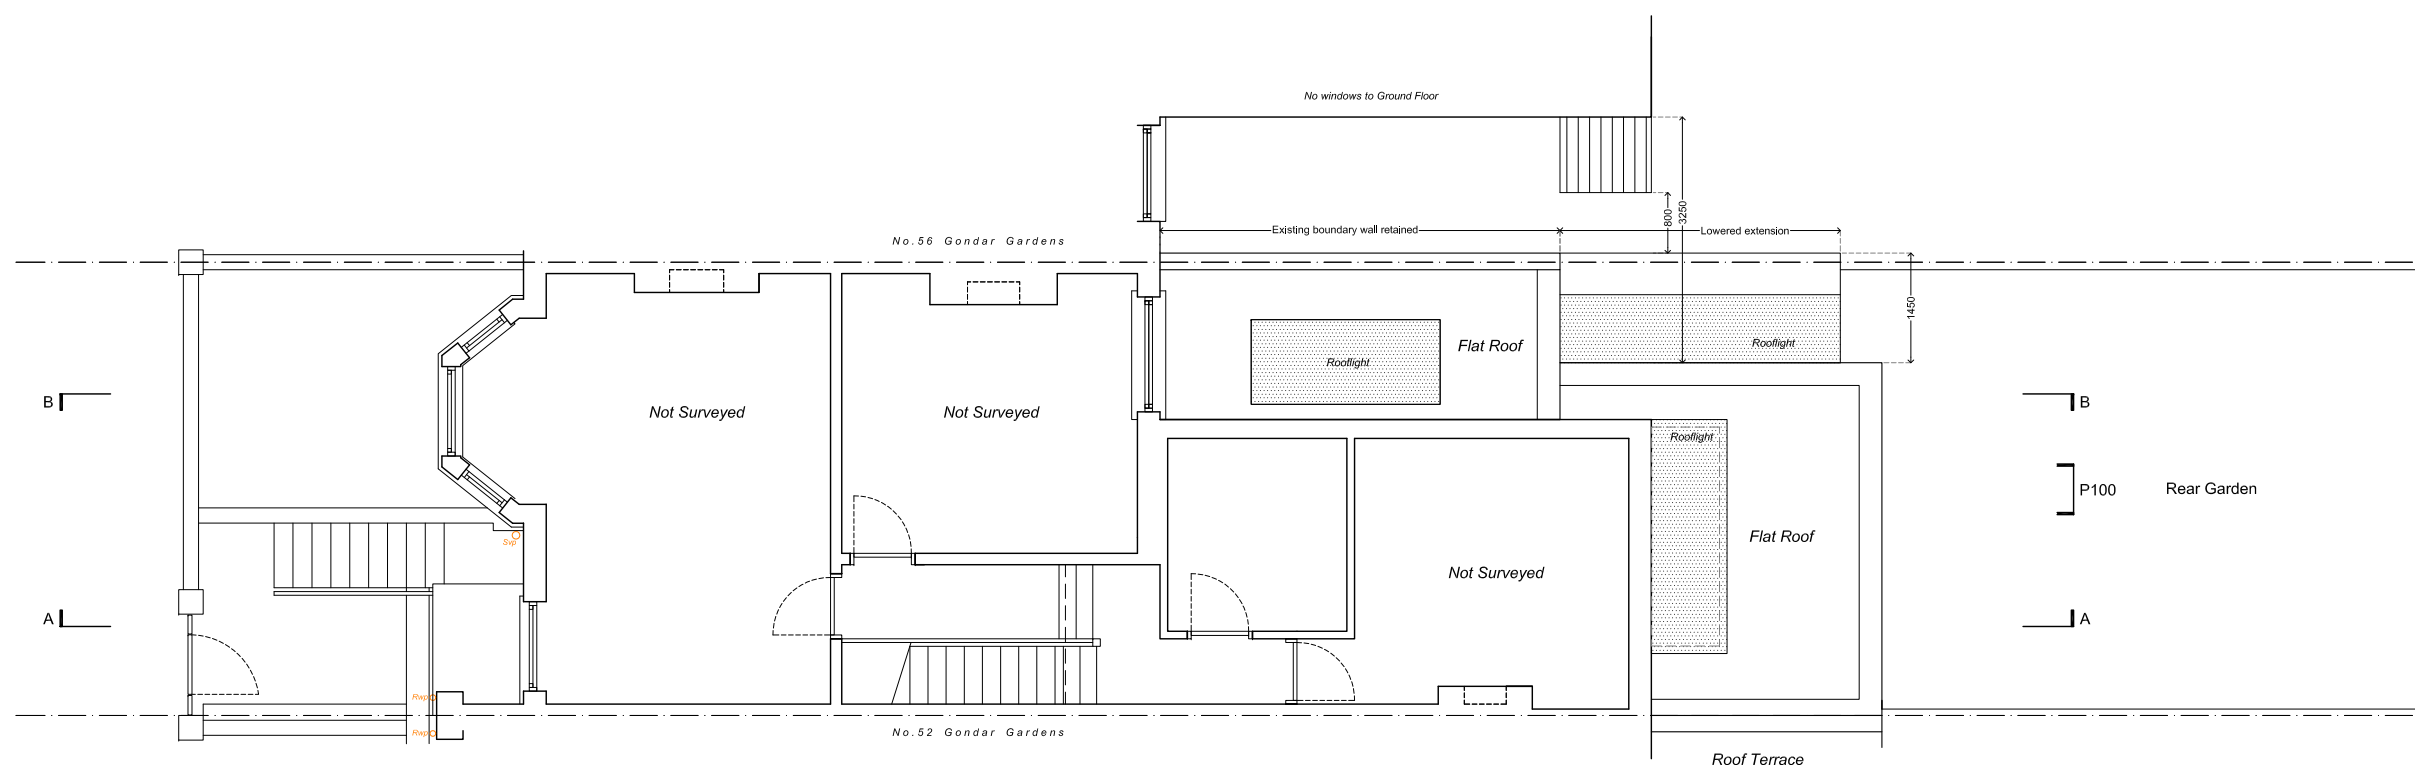 No windows to Ground Floor
800
3250
Existing boundary wall retained
Lowered extension
No.56 Gondar Gardens
1450
Rooflight
Flat Roof
Rooflight
B
Not Surveyed
Not Surveyed
B
Rooflight
P100
Rear Garden
Svp
Flat Roof
Not Surveyed
A
A
Rwp
Rwp
No.52 Gondar Gardens
Roof Terrace